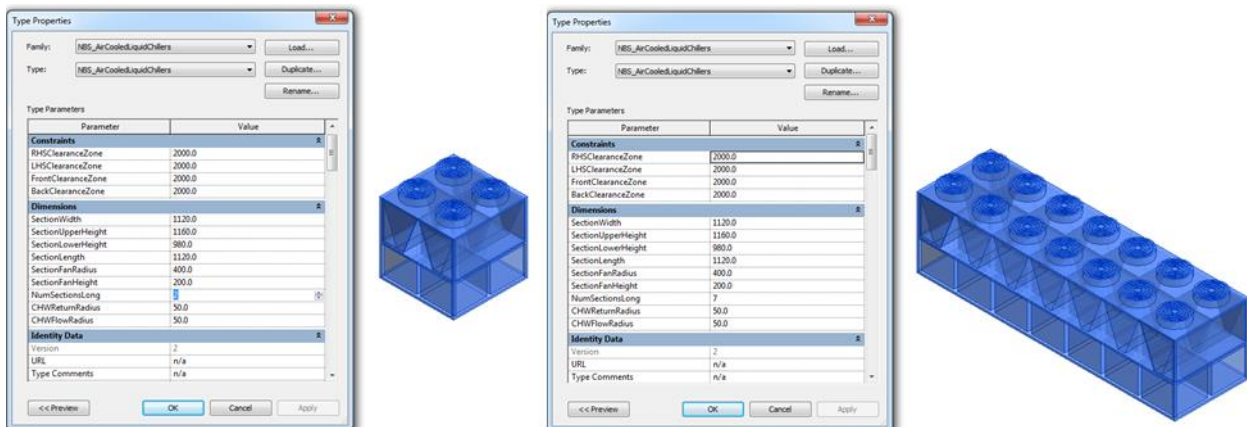 Type Properties
Family: NBS_AirCooledLiquidChillers Load...
Type: NBS_AirCooledLiquidChillers Duplicate...
Rename...
Type Parameters
Parameter Value
Constraints
RHSClearanceZone 2000.0
LHSClearanceZone 2000.0
FrontClearanceZone 2000.0
BackClearanceZone 2000.0
Dimensions
SectionWidth 1120.0
SectionUpperHeight 1160.0
SectionLowerHeight 980.0
SectionLength 1120.0
SectionFanRadius 400.0
SectionFanHeight 200.0
NumSectionsLong 2
CHWReturnRadius 50.0
CHWFlowRadius 50.0
Identity Data
Version 2
URL n/a
Type Comments n/a
<< Preview OK Cancel Apply
Type Properties
Family: NBS_AirCooledLiquidChillers Load...
Type: NBS_AirCooledLiquidChillers Duplicate...
Rename...
Type Parameters
Parameter Value
Constraints
RHSClearanceZone 2000.0
LHSClearanceZone 2000.0
FrontClearanceZone 2000.0
BackClearanceZone 2000.0
Dimensions
SectionWidth 1120.0
SectionUpperHeight 1160.0
SectionLowerHeight 980.0
SectionLength 1120.0
SectionFanRadius 400.0
SectionFanHeight 200.0
NumSectionsLong 7
CHWReturnRadius 50.0
CHWFlowRadius 50.0
Identity Data
Version 2
URL n/a
Type Comments n/a
<< Preview OK Cancel Apply